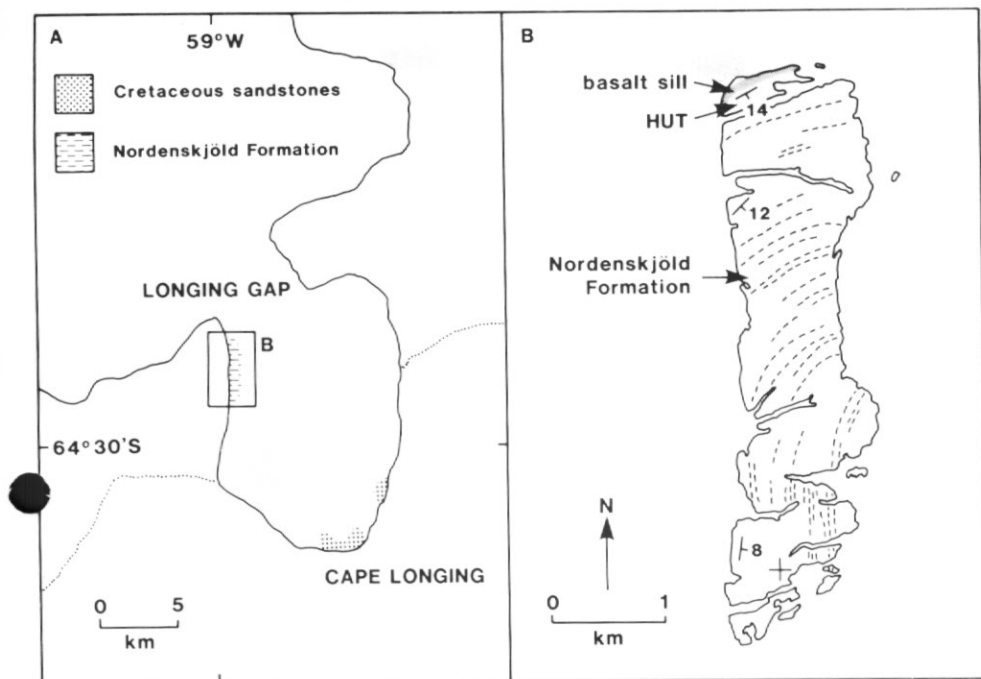 A
59°W
Cretaceous sandstones
Nordenskjöld Formation
LONGING GAP
B
64°30'S
CAPE LONGING
0 5
km
B
basalt sill
HUT
14
12
Nordenskjöld
Formation
N
8
0 1
km